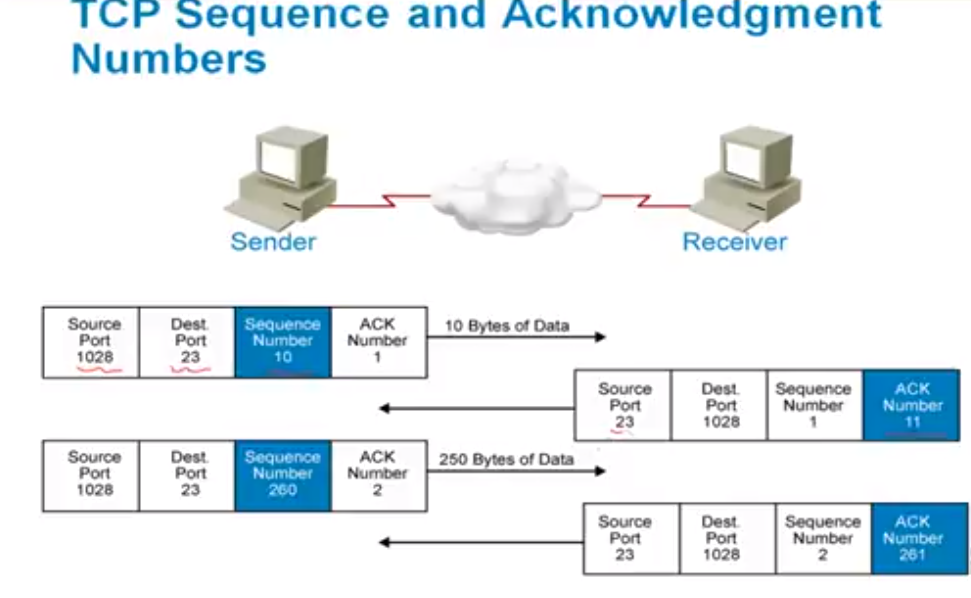 TCP Sequence and Acknowledgment
Numbers
Sender
Receiver
Source
Port
1028
Dest.
Port
23
Sequence
Number
10
ACK
Number
1
10 Bytes of Data
Source
Port
23
Dest.
Port
1028
Sequence
Number
1
ACK
Number
11
Source
Port
1028
Dest.
Port
23
Sequence
Number
260
ACK
Number
2
250 Bytes of Data
Source
Port
23
Dest.
Port
1028
Sequence
Number
2
ACK
Number
261